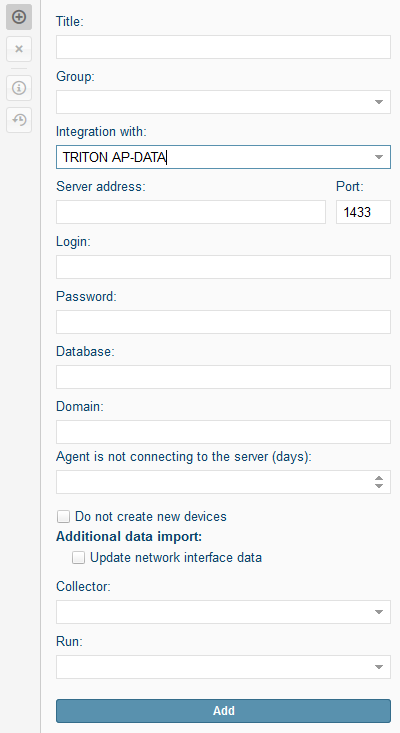 Title:
Group:
Integration with:
TRITON AP-DATA
Server address: Port:
1433
Login:
Password:
Database:
Domain:
Agent is not connecting to the server (days):
Do not create new devices
Additional data import:
Update network interface data
Collector:
Run:
Add